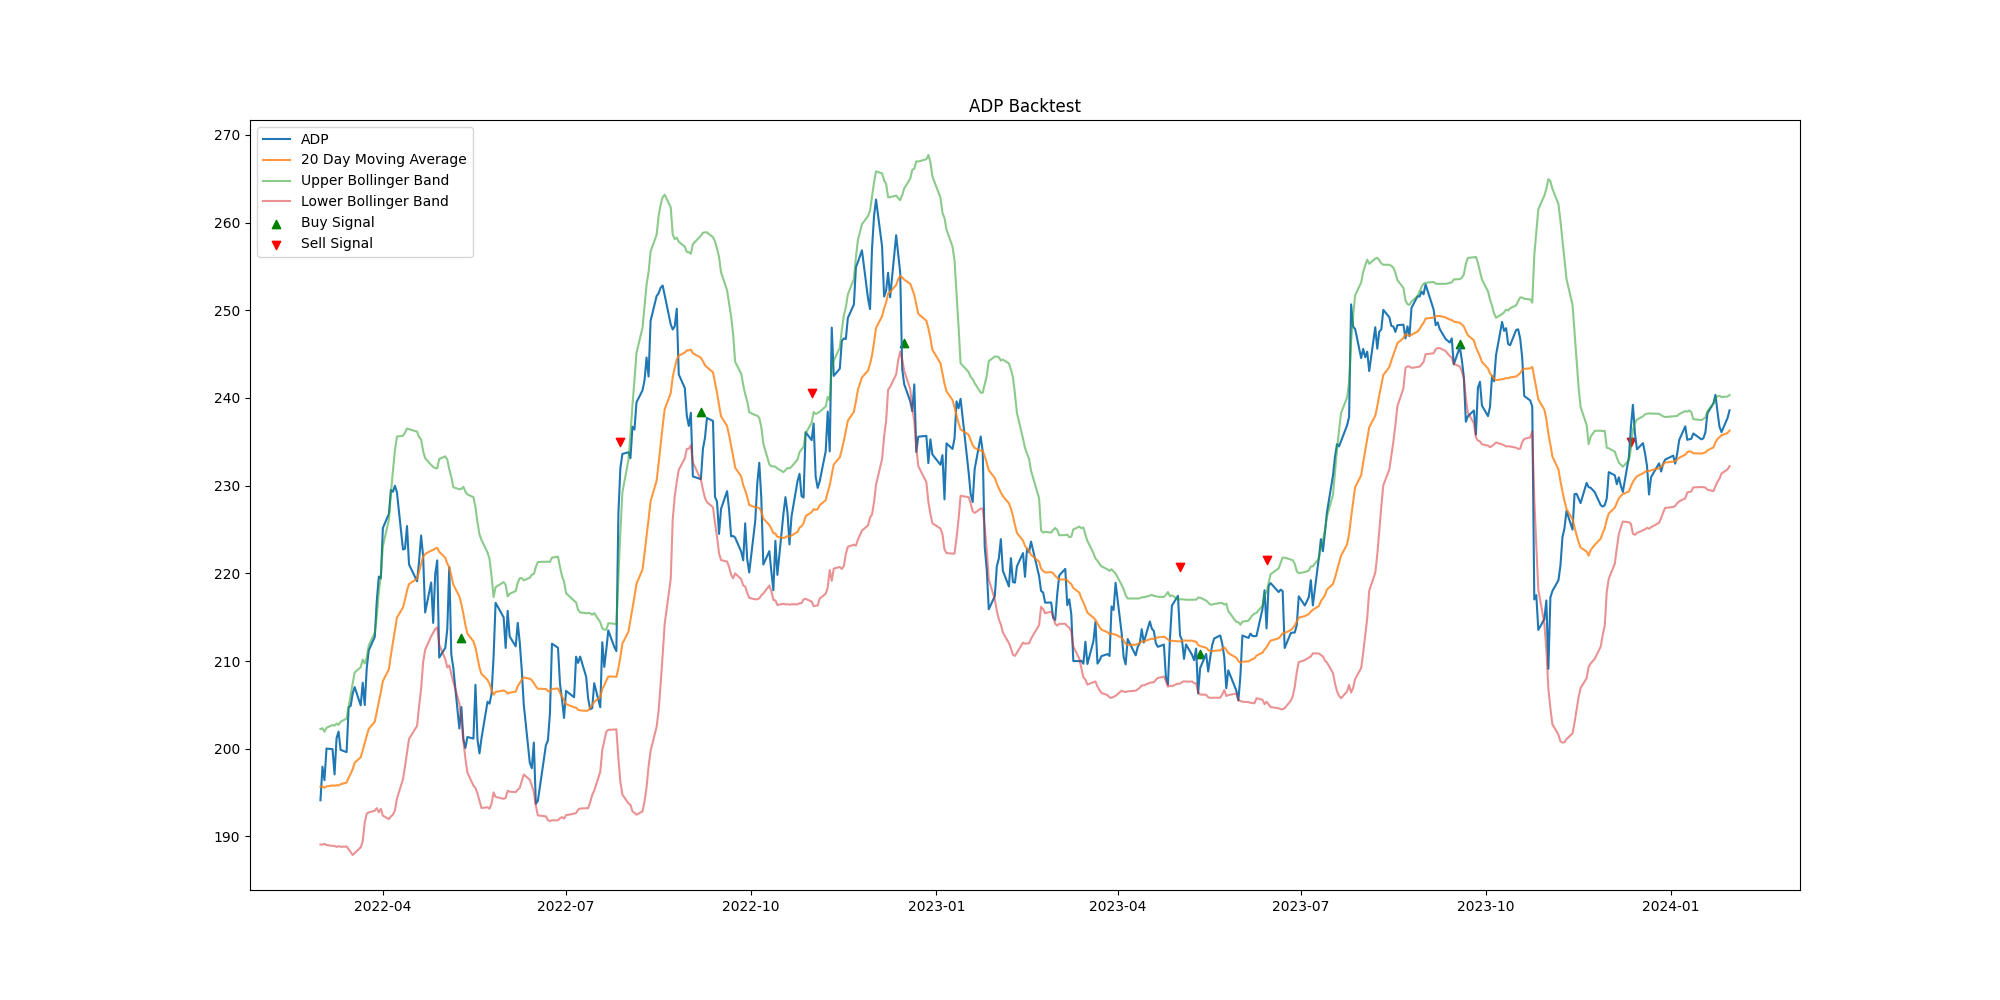 ADP Backtest
270
260
250
240
230
220
210
200
190
ADP
20 Day Moving Average
Upper Bollinger Band
Lower Bollinger Band
Buy Signal
Sell Signal
2022-04
2022-07
2022-10
2023-01
2023-04
2023-07
2023-10
2024-01